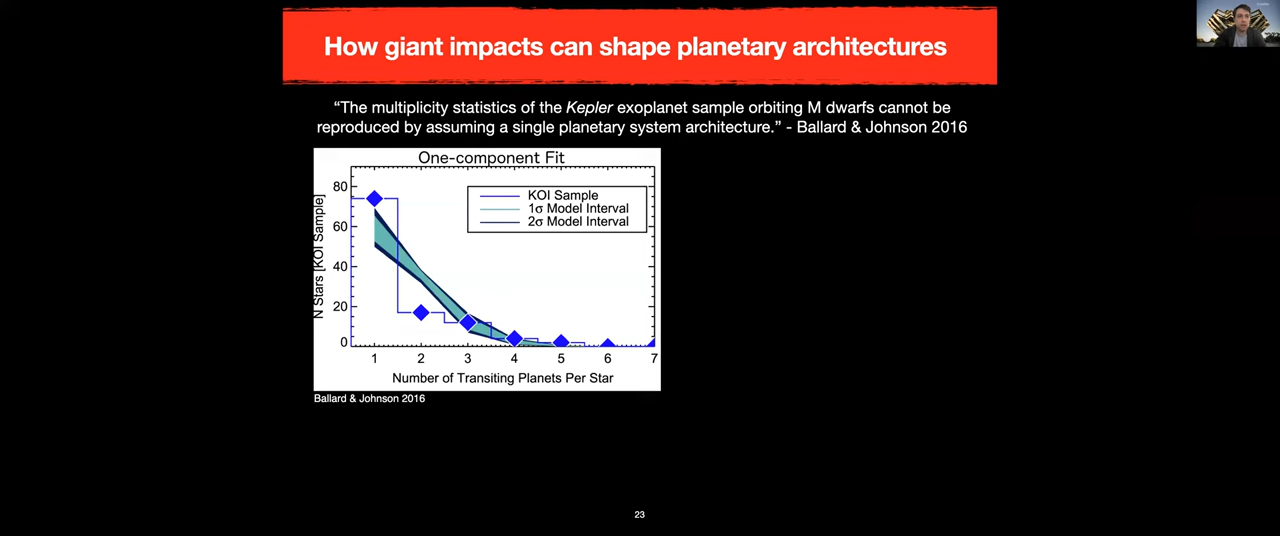 How giant impacts can shape planetary architectures
“The multiplicity statistics of the Kepler exoplanet sample orbiting M dwarfs cannot be
reproduced by assuming a single planetary system architecture.” - Ballard & Johnson 2016
One-component Fit
KOI Sample
1σ Model Interval
2σ Model Interval
N Stars [KOI Sample]
80
60
40
20
0
1 2 3 4 5 6 7
Number of Transiting Planets Per Star
Ballard & Johnson 2016
23